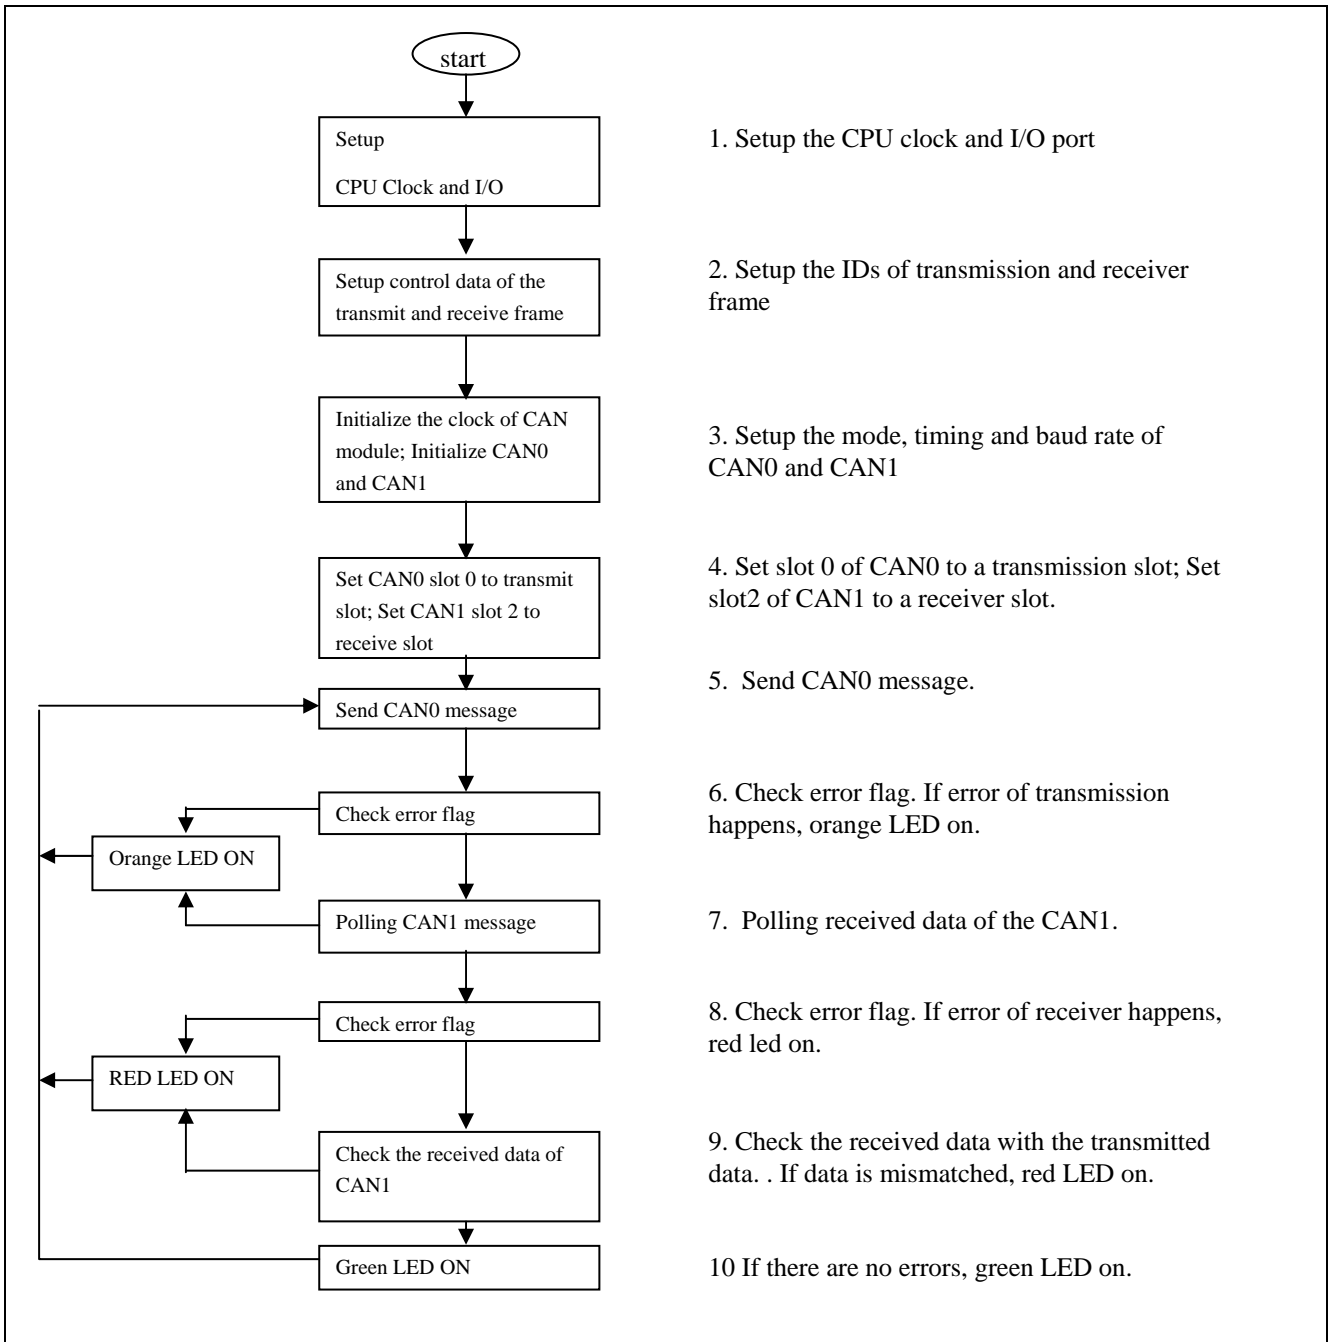 start
Setup
CPU Clock and I/O
1. Setup the CPU clock and I/O port
Setup control data of the
transmit and receive frame
2. Setup the IDs of transmission and receiver
frame
Initialize the clock of CAN
module; Initialize CAN0
and CAN1
3. Setup the mode, timing and baud rate of
CAN0 and CAN1
Set CAN0 slot 0 to transmit
slot; Set CAN1 slot 2 to
receive slot
4. Set slot 0 of CAN0 to a transmission slot; Set
slot2 of CAN1 to a receiver slot.
Send CAN0 message
5.  Send CAN0 message.
Check error flag
6. Check error flag. If error of transmission
happens, orange LED on.
Orange LED ON
Polling CAN1 message
7.  Polling received data of the CAN1.
Check error flag
8. Check error flag. If error of receiver happens,
red led on.
RED LED ON
Check the received data of
CAN1
9. Check the received data with the transmitted
data. . If data is mismatched, red LED on.
Green LED ON
10 If there are no errors, green LED on.